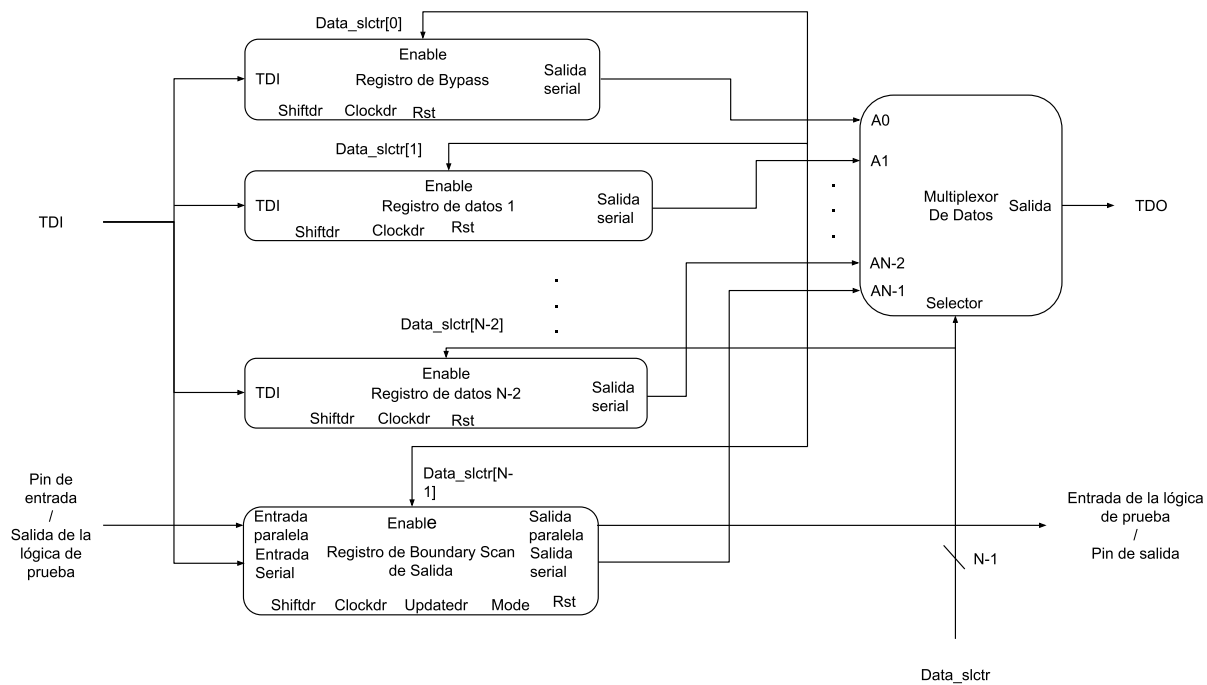 Data_slctr[0]
Enable
TDI
Registro de Bypass
Salida
serial
Shiftdr Clockdr Rst
Data_slctr[1]
Enable
TDI
Registro de datos 1
Salida
serial
Shiftdr Clockdr Rst
TDI
.
.
.
Data_slctr[N-2]
Enable
TDI
Registro de datos N-2
Salida
serial
Shiftdr Clockdr Rst
Data_slctr[N-
1]
Pin de
entrada
/
Salida de la
lógica de
prueba
Entrada
paralela
Entrada
Serial
Enable
Registro de Boundary Scan
de Salida
Salida
paralela
Salida
serial
Shiftdr Clockdr Updatedr Mode Rst
A0
A1
.
.
.
AN-2
AN-1
Multiplexor
De Datos
Salida
Selector
TDO
Entrada de la lógica
de prueba
/
Pin de salida
N-1
Data_slctr